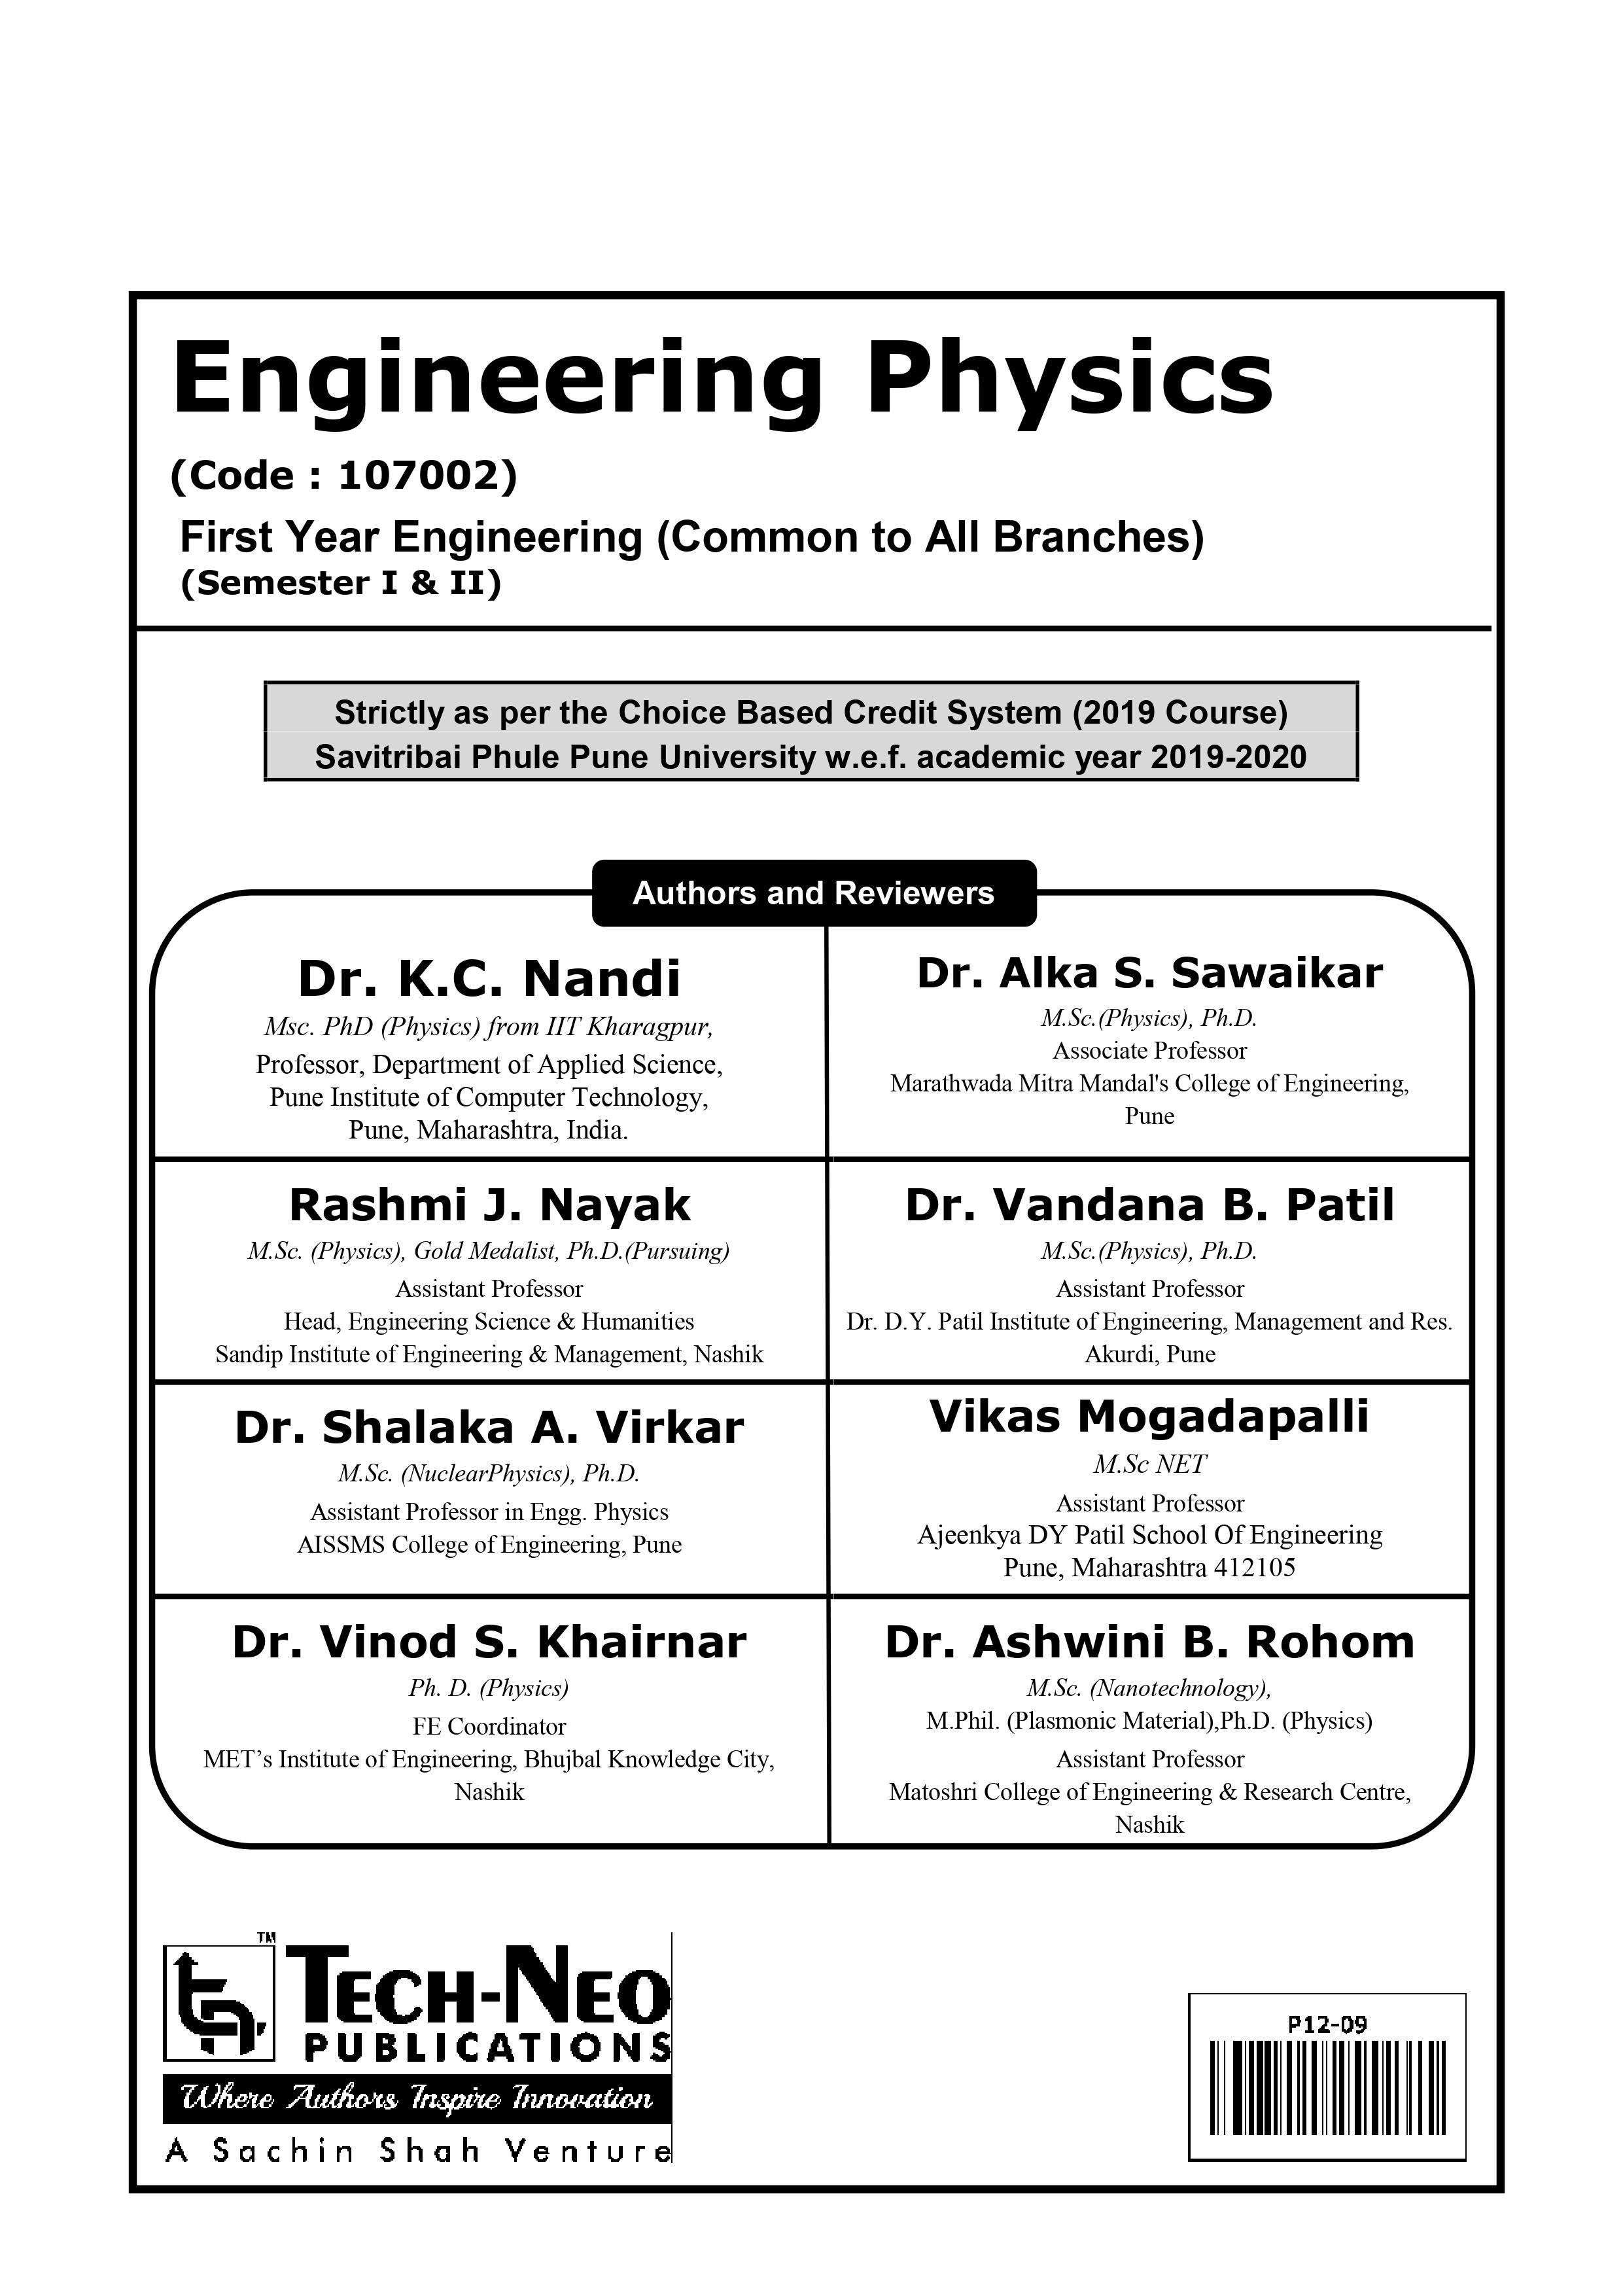 Engineering Physics
(Code : 107002)
First Year Engineering (Common to All Branches)
(Semester I & II)
Strictly as per the Choice Based Credit System (2019 Course)
Savitribai Phule Pune University w.e.f. academic year 2019-2020
Authors and Reviewers
Dr. K.C. Nandi
Msc. PhD (Physics) from IIT Kharagpur,
Professor, Department of Applied Science,
Pune Institute of Computer Technology,
Pune, Maharashtra, India.
Dr. Alka S. Sawaikar
M.Sc.(Physics), Ph.D.
Associate Professor
Marathwada Mitra Mandal's College of Engineering,
Pune
Rashmi J. Nayak
M.Sc. (Physics), Gold Medalist, Ph.D.(Pursuing)
Assistant Professor
Head, Engineering Science & Humanities
Sandip Institute of Engineering & Management, Nashik
Dr. Vandana B. Patil
M.Sc.(Physics), Ph.D.
Assistant Professor
Dr. D.Y. Patil Institute of Engineering, Management and Res.
Akurdi, Pune
Dr. Shalaka A. Virkar
M.Sc. (NuclearPhysics), Ph.D.
Assistant Professor in Engg. Physics
AISSMS College of Engineering, Pune
Vikas Mogadapalli
M.Sc NET
Assistant Professor
Ajeenkya DY Patil School Of Engineering
Pune, Maharashtra 412105
Dr. Vinod S. Khairnar
Ph. D. (Physics)
FE Coordinator
MET’s Institute of Engineering, Bhujbal Knowledge City,
Nashik
Dr. Ashwini B. Rohom
M.Sc. (Nanotechnology),
M.Phil. (Plasmonic Material),Ph.D. (Physics)
Assistant Professor
Matoshri College of Engineering & Research Centre,
Nashik
TM
TECH-NEO
PUBLICATIONS
Where Authors Inspire Innovation
A Sachin Shah Venture
P12-09